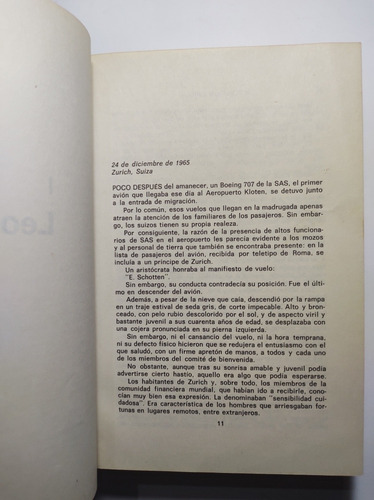 24 de diciembre de 1965
Zurich, Suiza
POCO DESPUES del amanecer, un Boeing 707 de la SAS, el primer
avión que llegaba ese día al Aeropuerto Kloten, se detuvo junto
a la entrada de migración.
Por lo común, esos vuelos que llegan en la madrugada apenas
atraen la atención de los familiares de los pasajeros. Sin embar-
go, los suizos tienen su propia realeza.
Por consiguiente, la razón de la presencia de altos funciona-
rios de SAS en el aeropuerto les parecía evidente a los mozos
y al personal de tierra que también se encontraba presente: en la
lista de pasajeros del avión, recibida por teletipo de Roma, se
incluía a un príncipe de Zurich.
Un aristócrata honraba al manifiesto de vuelo:
"E. Schotten"
Sin embargo, su conducta contradecía su posición. Fue el últi-
mo en descender del avión.
Además, a pesar de la nieve que caía, descendió por la rampa
en un traje estival de seda gris, de corte impecable. Alto y bron-
ceado, con pelo rubio descolorido por el sol, y de aspecto viril y
bastante juvenil a sus cuarenta años de edad, se desplazaba con
una cojera pronunciada en su pierna izquierda.
Sin embargo, ni el cansancio del vuelo, ni la hora temprana,
ni su defecto físico hicieron que se redujera el entusiasmo con el
que saludó, con un firme apretón de manos, a todos y cada uno
de los miembros del comité de bienvenida.
No obstante, aunque tras su sonrisa amable y juvenil podía
advertirse cierto hastío, aquello era algo que podía esperarse.
Los habitantes de Zurich y, sobre todo, los miembros de la
comunidad financiera mundial, que habían ido a recibirle, cono-
cían muy bien esa expresión. La denominaban "sensibilidad cui-
dadosa". Era característica de los hombres que arriesgaban for-
tunas en lugares remotos, entre extranjeros.
11